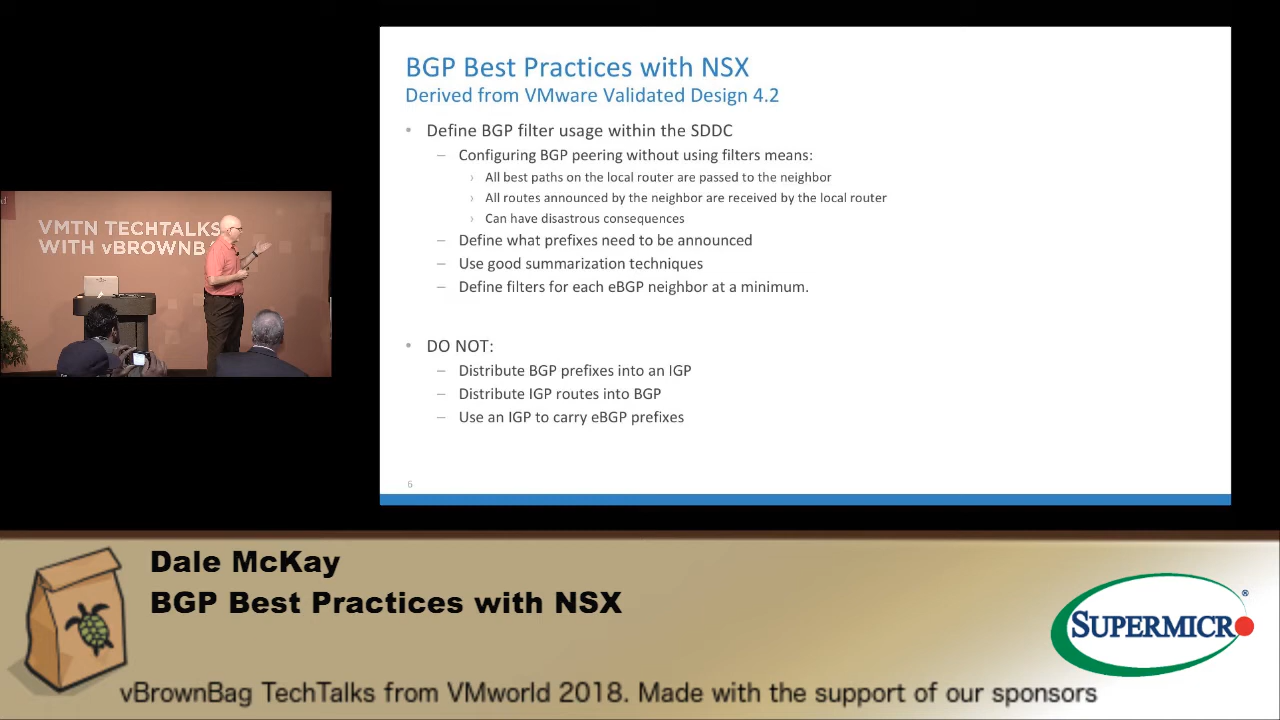 BGP Best Practices with NSX
Derived from VMware Validated Design 4.2
• Define BGP filter usage within the SDDC
– Configuring BGP peering without using filters means:
› All best paths on the local router are passed to the neighbor
› All routes announced by the neighbor are received by the local router
› Can have disastrous consequences
– Define what prefixes need to be announced
– Use good summarization techniques
– Define filters for each eBGP neighbor at a minimum.
• DO NOT:
– Distribute BGP prefixes into an IGP
– Distribute IGP routes into BGP
– Use an IGP to carry eBGP prefixes
6
VMTN TECHTALKS
WITH vBROWNB
Dale McKay
BGP Best Practices with NSX
SUPERMICRO®
vBrownBag TechTalks from VMworld 2018. Made with the support of our sponsors